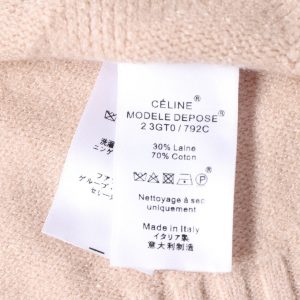 CÉLINE®
MODELE DEPOSE®
2 3GT0 / 792C
30% Laine
70% Coton
Nettoyage à sec
uniquement
Made in Italy
イタリア製
意大利制造